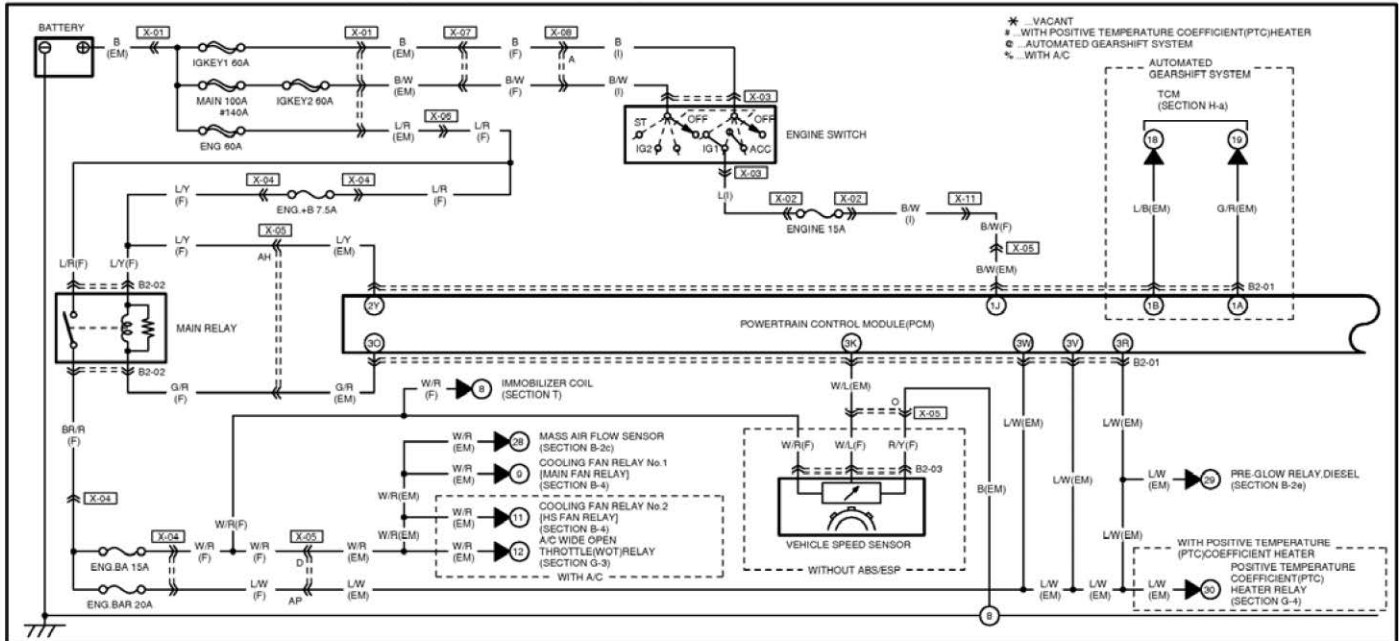 BATTERY
B
(EM)
X-01
IGKEY1 60A
X-01
B
(EM)
X-07
B
(F)
X-08
A
B
(I)
MAIN 100A
#140A
IGKEY2 60A
B/W
(EM)
B/W
(F)
B/W
(I)
ENG 60A
L/R
(EM)
X-06
L/R
(F)
* ...VACANT
# ...WITH POSITIVE TEMPERATURE COEFFICIENT(PTC)HEATER
@ ...AUTOMATED GEARSHIFT SYSTEM
% ...WITH A/C
AUTOMATED
GEARSHIFT SYSTEM
TCM
(SECTION H-a)
18
19
L/B(EM)
G/R(EM)
X-03
ST
OFF
OFF
IG2
IG1
ACC
ENGINE SWITCH
X-03
L(I)
X-02
X-02
ENGINE 15A
B/W
(I)
X-11
B/W(F)
X-05
B/W(EM)
L/Y
(F)
X-04
X-04
ENG.+B 7.5A
L/R
(F)
L/Y
(F)
X-05
AH
L/Y
(EM)
L/R(F)
L/Y(F)
B2-02
MAIN RELAY
B2-02
B2-01
2Y
1J
1B
1A
POWERTRAIN CONTROL MODULE(PCM)
3O
3K
3W
3V
3R
B2-01
G/R
(F)
G/R
(EM)
BR/R
(F)
X-04
W/R
(F)
8
IMMOBILIZER COIL
(SECTION T)
W/R
(EM)
28
MASS AIR FLOW SENSOR
(SECTION B-2c)
W/R
(EM)
9
COOLING FAN RELAY No.1
[MAIN FAN RELAY]
(SECTION B-4)
W/R(EM)
W/R
(EM)
11
COOLING FAN RELAY No.2
[HS FAN RELAY]
(SECTION B-4)
W/R(EM)
W/R
(EM)
12
A/C WIDE OPEN
THROTTLE(WOT)RELAY
(SECTION G-3)
WITH A/C
W/L(EM)
O
X-05
W/R(F)
W/L(F)
R/Y(F)
B2-03
VEHICLE SPEED SENSOR
WITHOUT ABS/ESP
B(EM)
L/W(EM)
L/W(EM)
L/W(EM)
L/W
(EM)
29
PRE-GLOW RELAY,DIESEL
(SECTION B-2e)
L/W(EM)
WITH POSITIVE TEMPERATURE
(PTC)COEFFICIENT HEATER
L/W
(EM)
L/W
(EM)
L/W
(EM)
30
POSITIVE TEMPERATURE
COEFFICIENT(PTC)
HEATER RELAY
(SECTION G-4)
W/R(F)
ENG.BA 15A
X-04
W/R
(F)
W/R
(F)
X-05
D
W/R
(EM)
ENG.BAR 20A
L/W
(F)
AP
L/W
(EM)
8